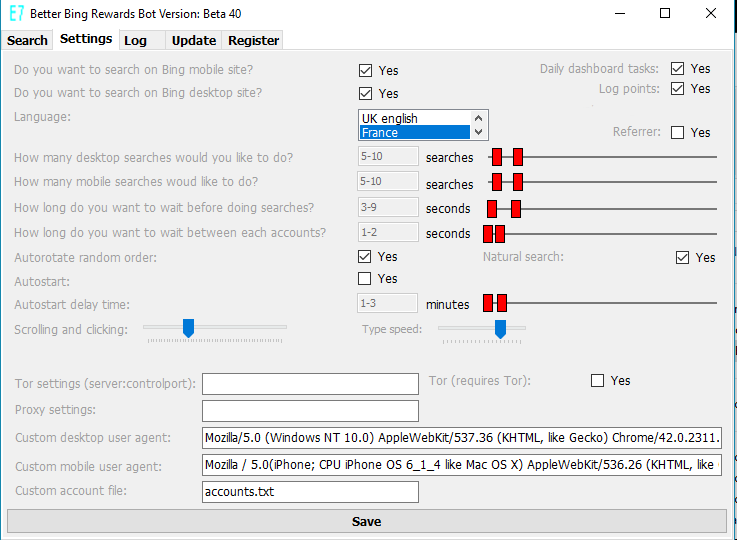 E7 Better Bing Rewards Bot Version: Beta 40
Search Settings Log Update Register
Do you want to search on Bing mobile site? Yes Daily dashboard tasks: Yes
Do you want to search on Bing desktop site? Yes Log points: Yes
Language: UK english
France Referrer: Yes
How many desktop searches would you like to do? 5-10 searches
How many mobile searches woud like to do? 5-10 searches
How long do you want to wait before doing searches? 3-9 seconds
How long do you want to wait between each accounts? 1-2 seconds
Autorotate random order: Yes Natural search: Yes
Autostart: Yes
Autostart delay time: 1-3 minutes
Scrolling and clicking: Type speed:
Tor settings (server:controlport): Tor (requires Tor): Yes
Proxy settings:
Custom desktop user agent: Mozilla/5.0 (Windows NT 10.0) AppleWebKit/537.36 (KHTML, like Gecko) Chrome/42.0.2311.
Custom mobile user agent: Mozilla / 5.0(iPhone; CPU iPhone OS 6_1_4 like Mac OS X) AppleWebKit/536.26 (KHTML, like
Custom account file: accounts.txt
Save